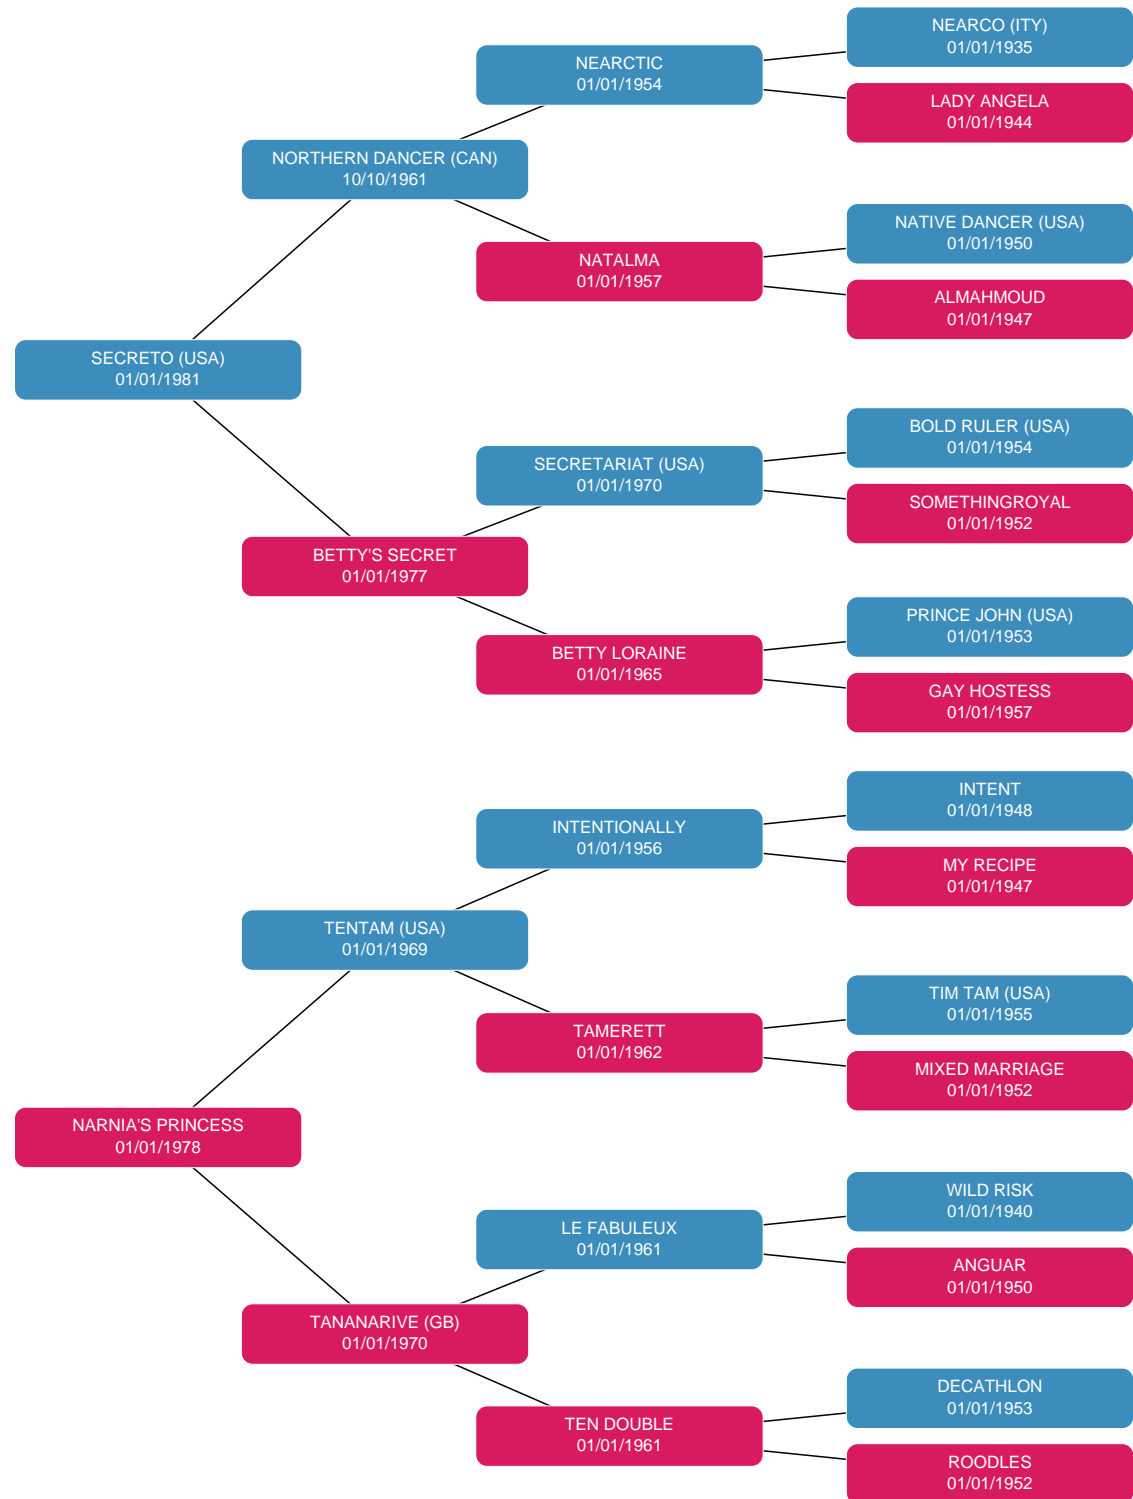 NEARCO (ITY)
01/01/1935
NEARCTIC
01/01/1954
LADY ANGELA
01/01/1944
NORTHERN DANCER (CAN)
10/10/1961
NATIVE DANCER (USA)
01/01/1950
NATALMA
01/01/1957
ALMAHMOUD
01/01/1947
SECRETO (USA)
01/01/1981
BOLD RULER (USA)
01/01/1954
SECRETARIAT (USA)
01/01/1970
SOMETHINGROYAL
01/01/1952
BETTY'S SECRET
01/01/1977
PRINCE JOHN (USA)
01/01/1953
BETTY LORAINE
01/01/1965
GAY HOSTESS
01/01/1957
INTENT
01/01/1948
INTENTIONALLY
01/01/1956
MY RECIPE
01/01/1947
TENTAM (USA)
01/01/1969
TIM TAM (USA)
01/01/1955
TAMERETT
01/01/1962
MIXED MARRIAGE
01/01/1952
NARNIA'S PRINCESS
01/01/1978
WILD RISK
01/01/1940
LE FABULEUX
01/01/1961
ANGUAR
01/01/1950
TANANARIVE (GB)
01/01/1970
DECATHLON
01/01/1953
TEN DOUBLE
01/01/1961
ROODLES
01/01/1952